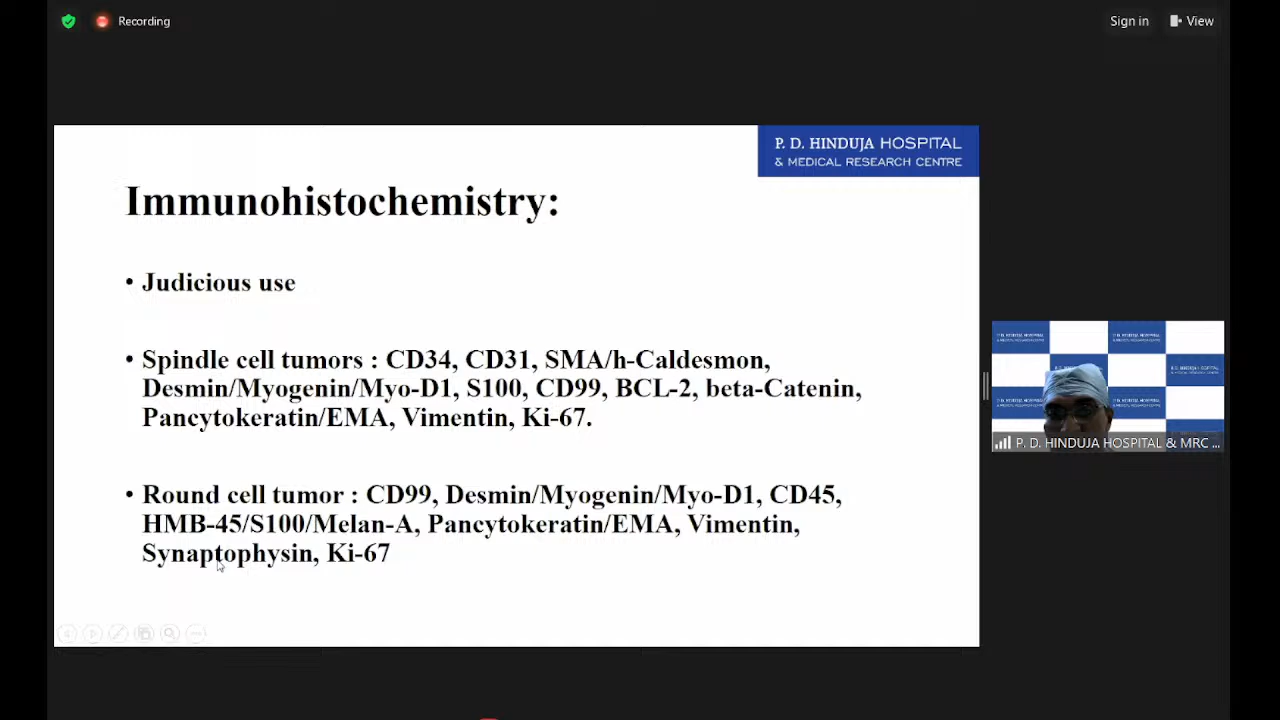 Recording
Sign in
View
P. D. HINDUJA HOSPITAL
& MEDICAL RESEARCH CENTRE
Immunohistochemistry:
• Judicious use
• Spindle cell tumors : CD34, CD31, SMA/h-Caldesmon,
Desmin/Myogenin/Myo-D1, S100, CD99, BCL-2, beta-Catenin,
Pancytokeratin/EMA, Vimentin, Ki-67.
• Round cell tumor : CD99, Desmin/Myogenin/Myo-D1, CD45,
HMB-45/S100/Melan-A, Pancytokeratin/EMA, Vimentin,
Synaptophysin, Ki-67
P. D. HINDUJA HOSPITAL & MRC ...